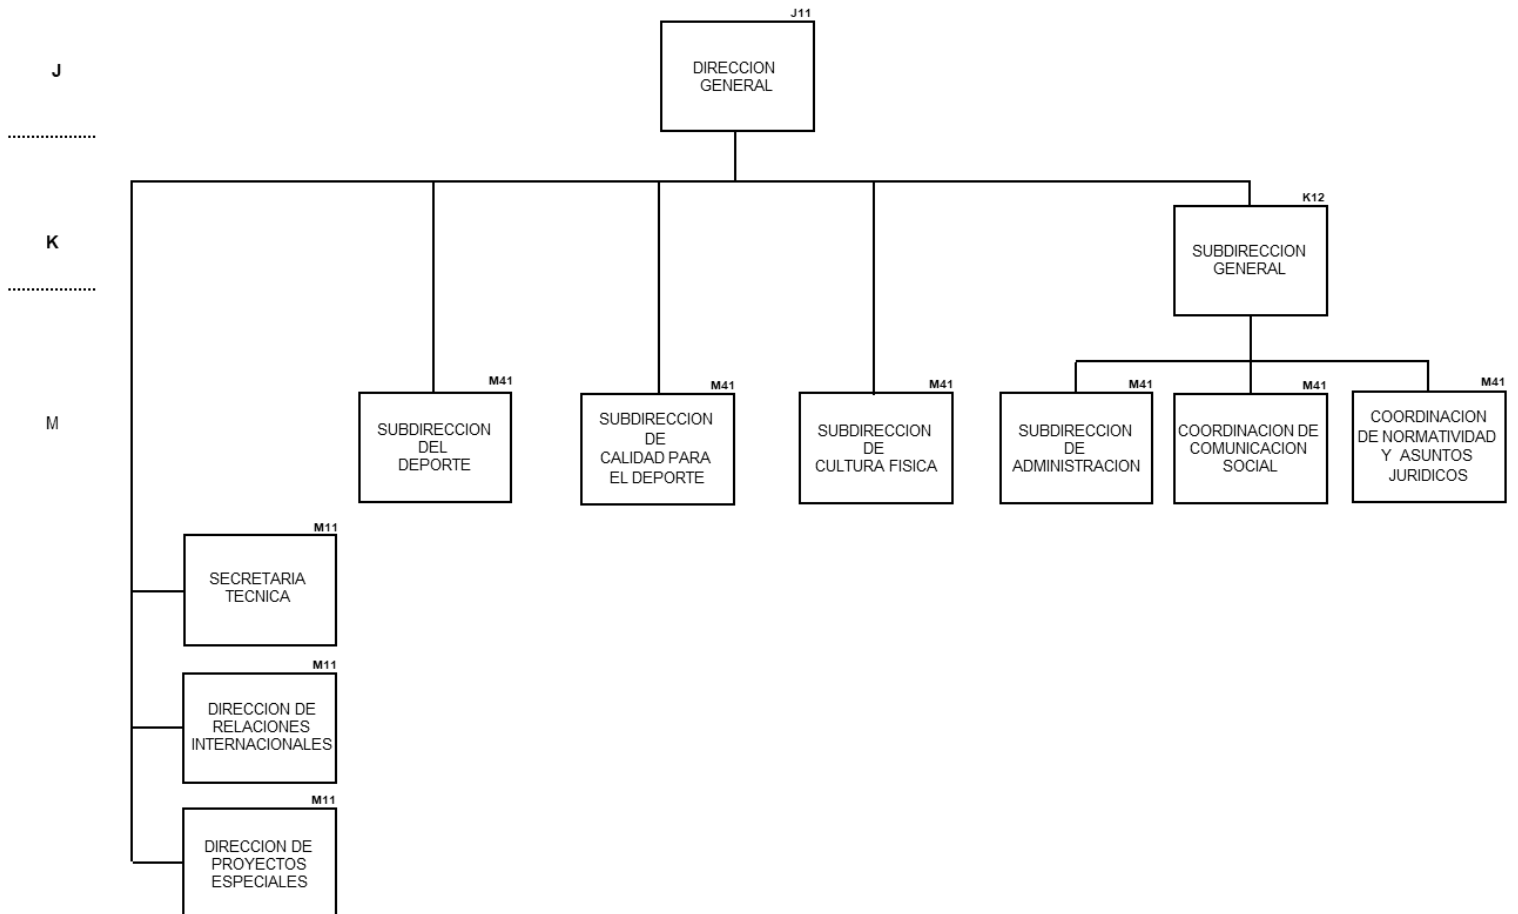 J11
J
DIRECCION
GENERAL
K12
K
SUBDIRECCION
GENERAL
M
M41
SUBDIRECCION
DEL
DEPORTE
M41
SUBDIRECCION
DE
CALIDAD PARA
EL DEPORTE
M41
SUBDIRECCION
DE
CULTURA FISICA
M41
SUBDIRECCION
DE
ADMINISTRACION
M41
COORDINACION DE
COMUNICACION
SOCIAL
M41
COORDINACION
DE NORMATIVIDAD
Y ASUNTOS
JURIDICOS
M11
SECRETARIA
TECNICA
M11
DIRECCION DE
RELACIONES
INTERNACIONALES
M11
DIRECCION DE
PROYECTOS
ESPECIALES